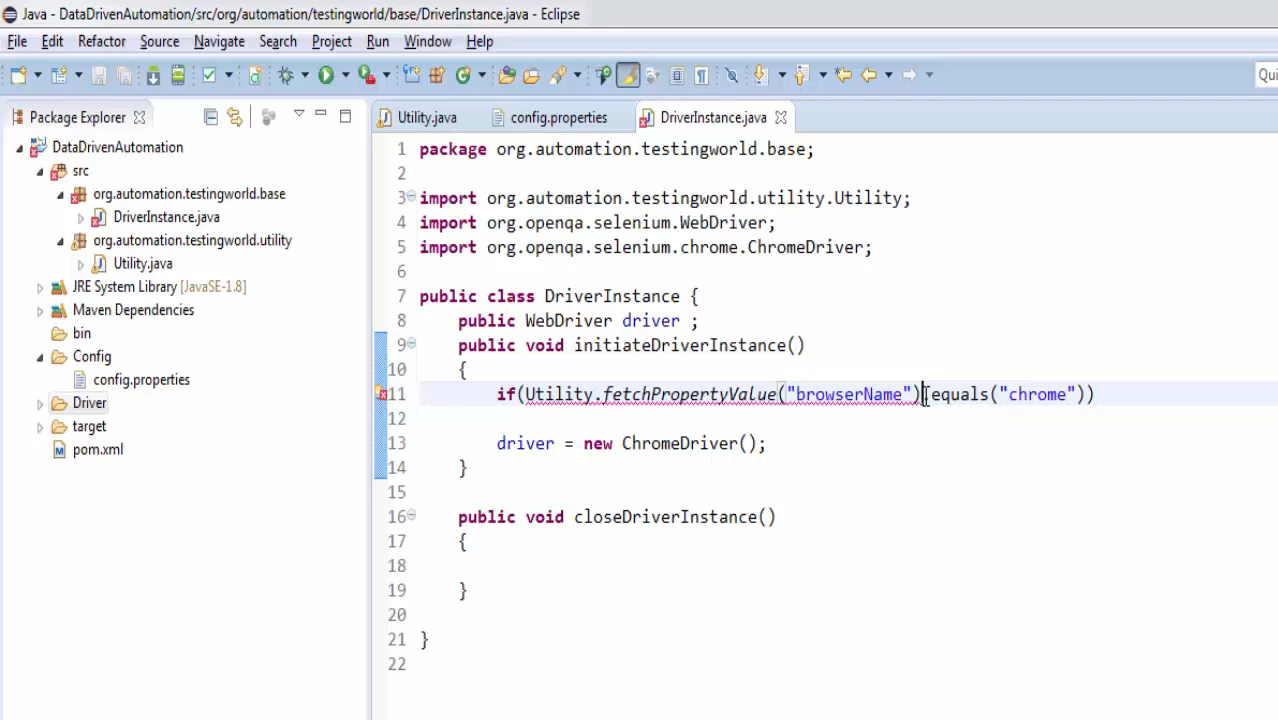 Java - DataDrivenAutomation/src/org/automation/testingworld/base/DriverInstance.java - Eclipse
File Edit Refactor Source Navigate Search Project Run Window Help
Qui
Package Explorer
Utility.java config.properties DriverInstance.java
DataDrivenAutomation
src
org.automation.testingworld.base
DriverInstance.java
org.automation.testingworld.utility
Utility.java
JRE System Library [JavaSE-1.8]
Maven Dependencies
bin
Config
config.properties
Driver
target
pom.xml
1 package org.automation.testingworld.base;
2
3 import org.automation.testingworld.utility.Utility;
4 import org.openqa.selenium.WebDriver;
5 import org.openqa.selenium.chrome.ChromeDriver;
6
7 public class DriverInstance {
8 public WebDriver driver ;
9 public void initiateDriverInstance()
10 {
11 if(Utility.fetchPropertyValue("browserName").equals("chrome"))
12
13 driver = new ChromeDriver();
14 }
15
16 public void closeDriverInstance()
17 {
18
19 }
20
21 }
22